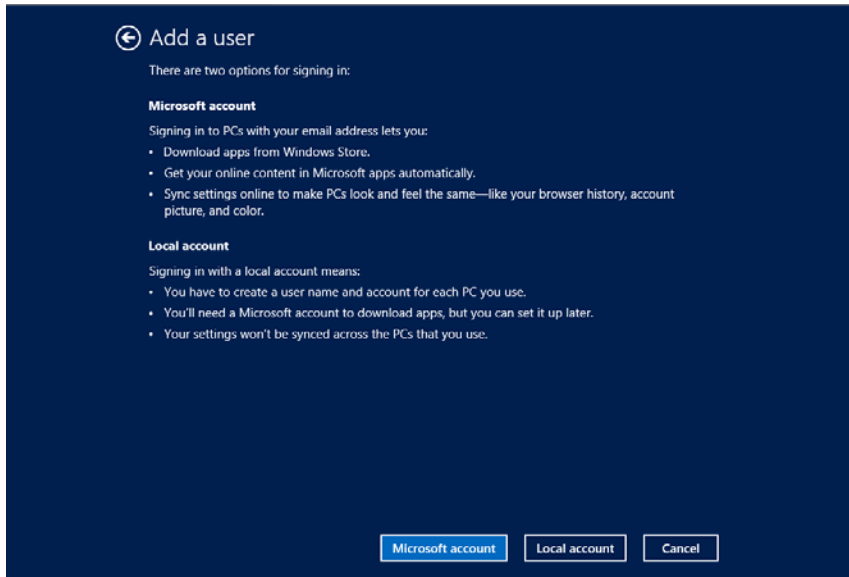 Add a user
There are two options for signing in:
Microsoft account
Signing in to PCs with your email address lets you:
• Download apps from Windows Store.
• Get your online content in Microsoft apps automatically.
• Sync settings online to make PCs look and feel the same—like your browser history, account
picture, and color.
Local account
Signing in with a local account means:
• You have to create a user name and account for each PC you use.
• You'll need a Microsoft account to download apps, but you can set it up later.
• Your settings won't be synced across the PCs that you use.
Microsoft account Local account Cancel